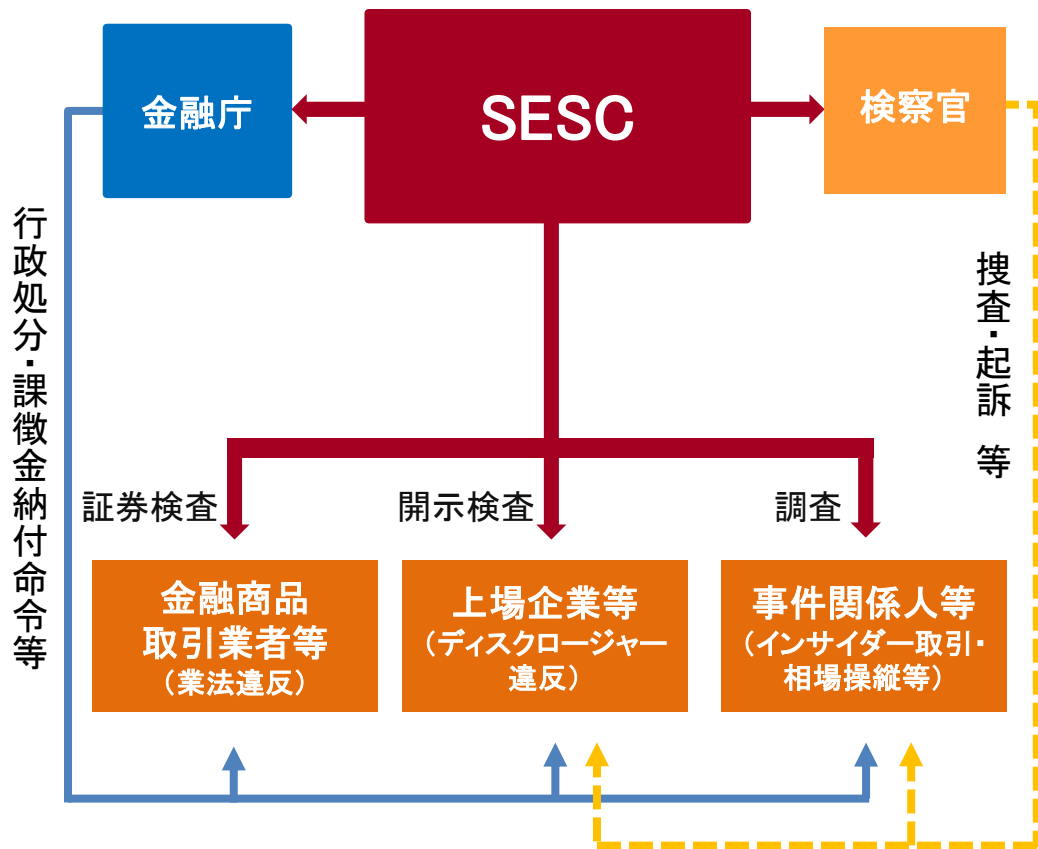 金融庁
SESC
検察官
行政処分・課徴金納付命令等
捜査・起訴 等
証券検査
開示検査
調査
金融商品
取引業者等
（業法違反）
上場企業等
（ディスクロージャー
違反）
事件関係人等
（インサイダー取引・
相場操縦等）